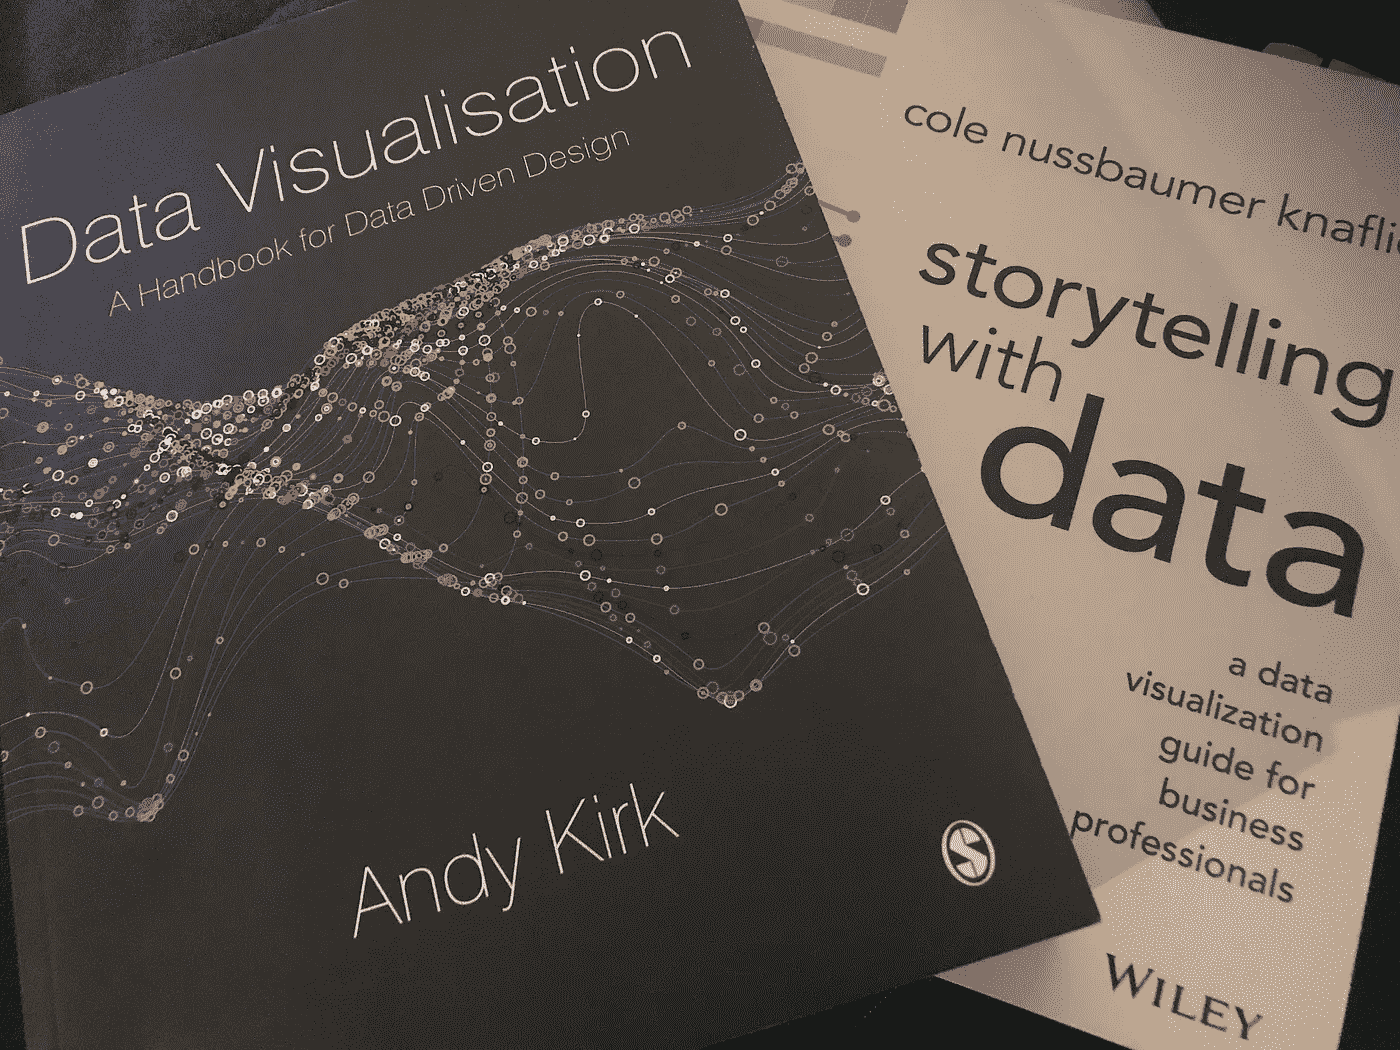 Data Visualisation
A Handbook for Data Driven Design
Andy Kirk
cole nussbaumer knafli
storytelling
with
data
a data
visualization
guide for
business
professionals
WILEY